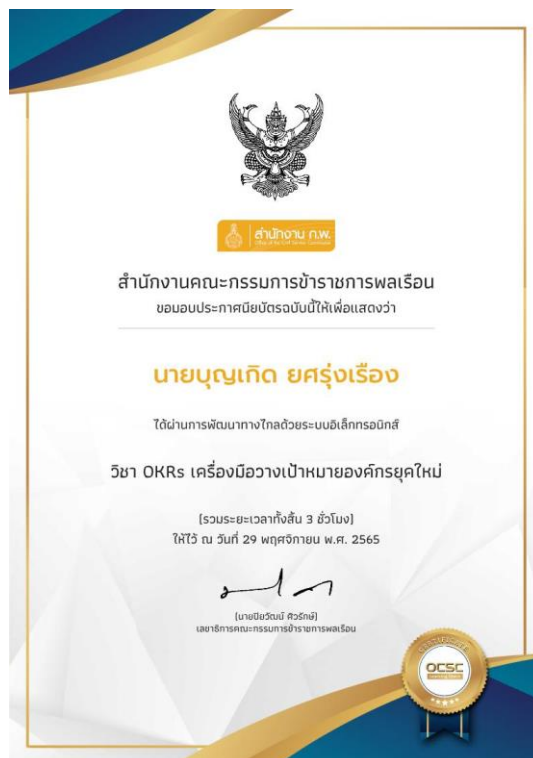 สำนักงาน ก.พ.
Office of the Civil Service Commission
สำนักงานคณะกรรมการข้าราชการพลเรือน
ขอมอบประกาศนียบัตรฉบับนี้ให้เพื่อแสดงว่า
นายบุญเกิด ยศรุ่งเรือง
ได้ผ่านการพัฒนาทางไกลด้วยระบบอิเล็กทรอนิกส์
วิชา OKRs เครื่องมือวางเป้าหมายองค์กรยุคใหม่
(รวมระยะเวลาทั้งสิ้น 3 ชั่วโมง)
ให้ไว้ ณ วันที่ 29 พฤศจิกายน พ.ศ. 2565
(นายปิยวัฒน์ ศิวรักษ์)
เลขาธิการคณะกรรมการข้าราชการพลเรือน
CERTIFICATE
OCSC